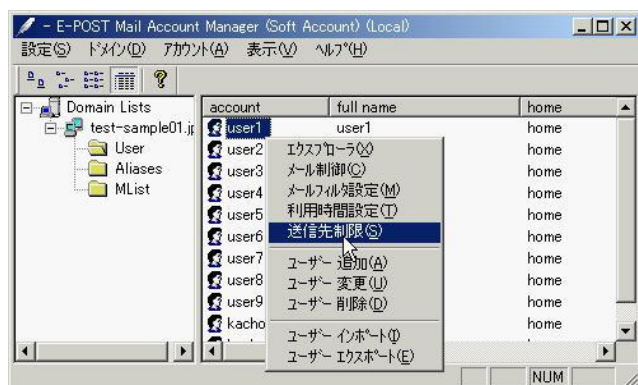 - E-POST Mail Account Manager (Soft Account) (Local)
設定(S) ドメイン(D) アカウント(A) 表示(V) ヘルプ(H)
Domain Lists
test-sample01.jp
User
Aliases
MList
account full name home
user1 user1 home
user2 home
user3 home
user4 home
user5 home
user6 home
user7 home
user8 home
user9 home
kacho home
エクスプローラ(X)
メール制御(C)
メールフィルタ設定(M)
利用時間設定(T)
送信先制限(S)
ユーザー 追加(A)
ユーザー 変更(U)
ユーザー 削除(D)
ユーザー インポート(I)
ユーザー エクスポート(E)
NUM